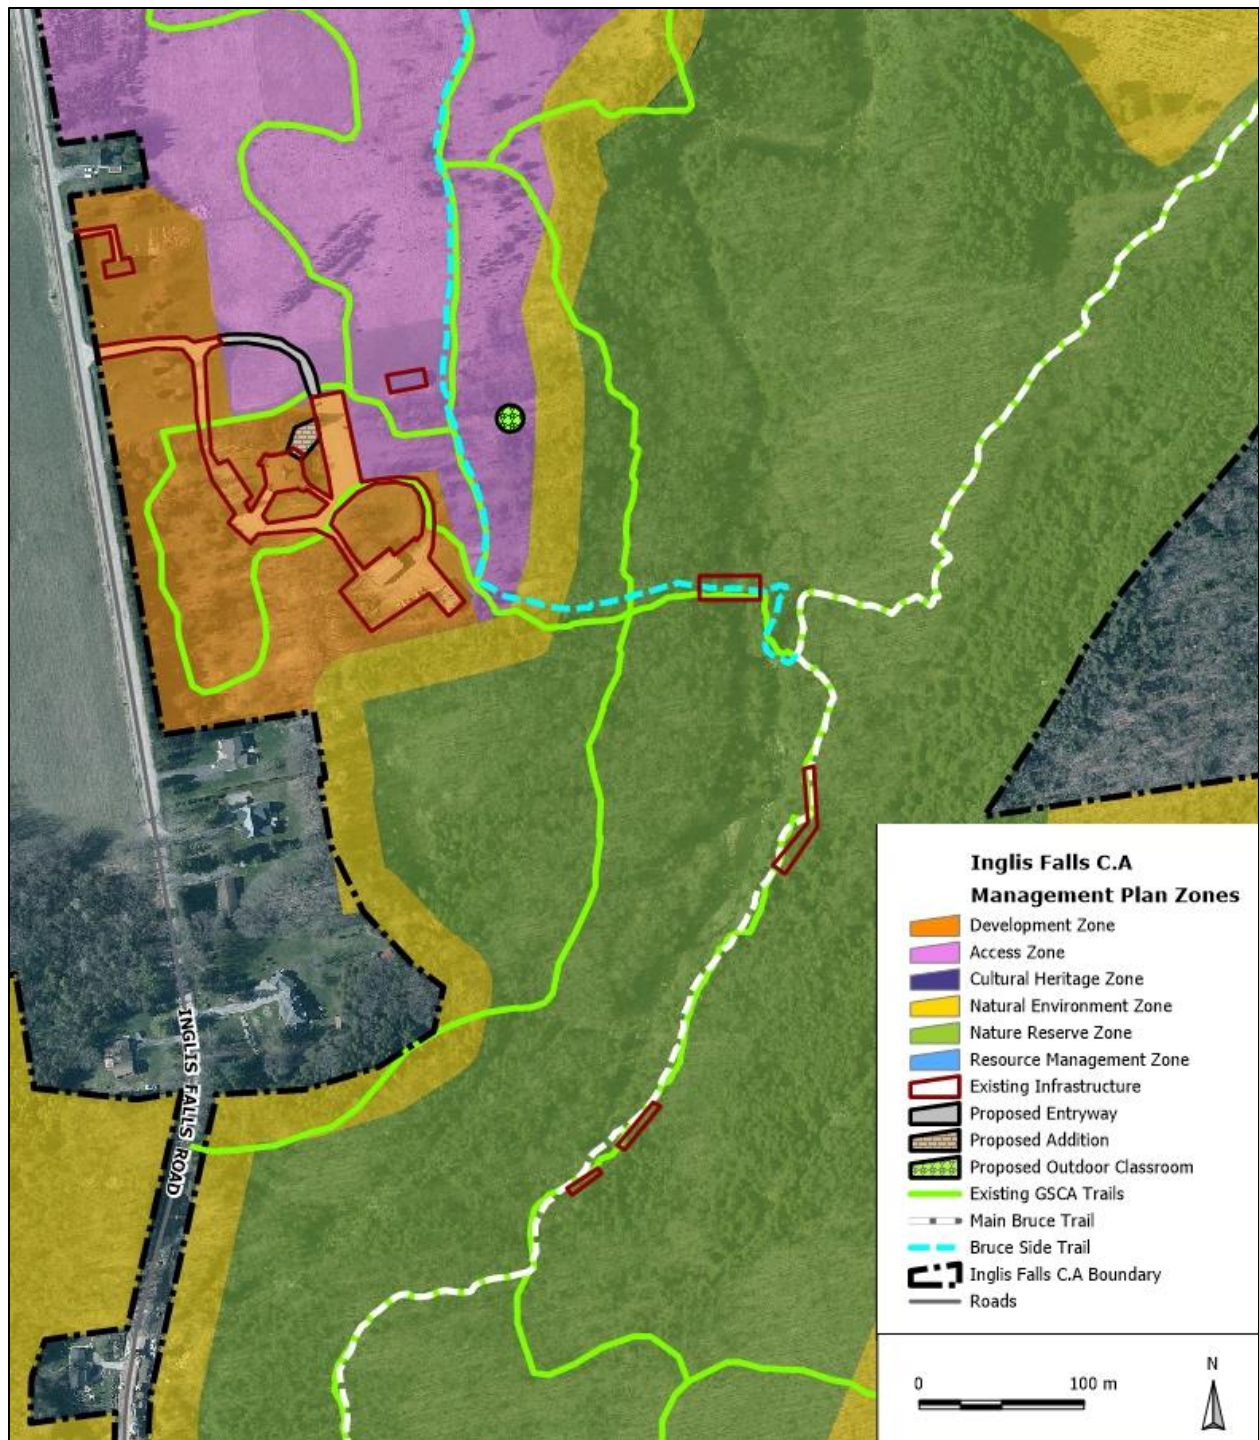 INGLIS FALLS ROAD
Inglis Falls C.A
Management Plan Zones
Development Zone
Access Zone
Cultural Heritage Zone
Natural Environment Zone
Nature Reserve Zone
Resource Management Zone
Existing Infrastructure
Proposed Entryway
Proposed Addition
Proposed Outdoor Classroom
Existing GSCA Trails
Main Bruce Trail
Bruce Side Trail
Inglis Falls C.A Boundary
Roads
0 100 m
N